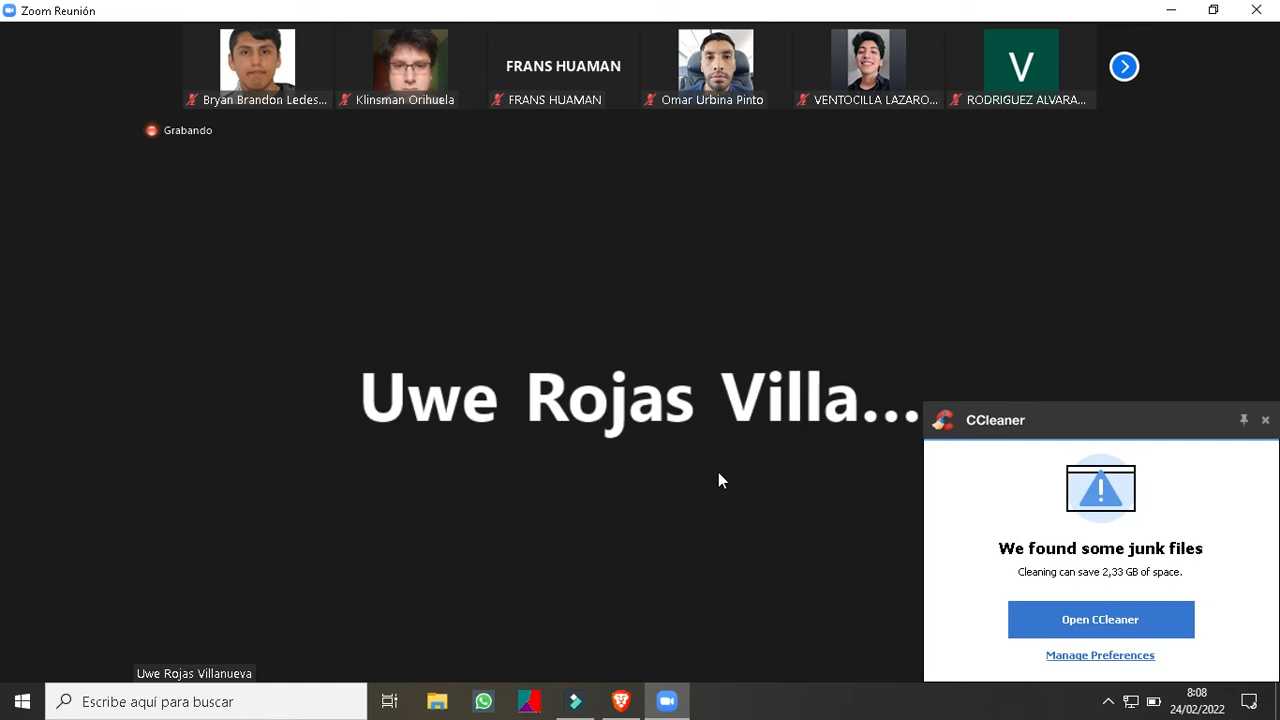 Zoom Reunión
FRANS HUAMAN
V
Bryan Brandon Ledes...
Klinsman Orihuela
FRANS HUAMAN
Omar Urbina Pinto
VENTOCILLA LAZARO...
RODRIGUEZ ALVARA...
Grabando
Uwe Rojas Villa...
CCleaner
We found some junk files
Cleaning can save 2,33 GB of space.
Open CCleaner
Manage Preferences
Uwe Rojas Villanueva
Escribe aquí para buscar
8:08
24/02/2022